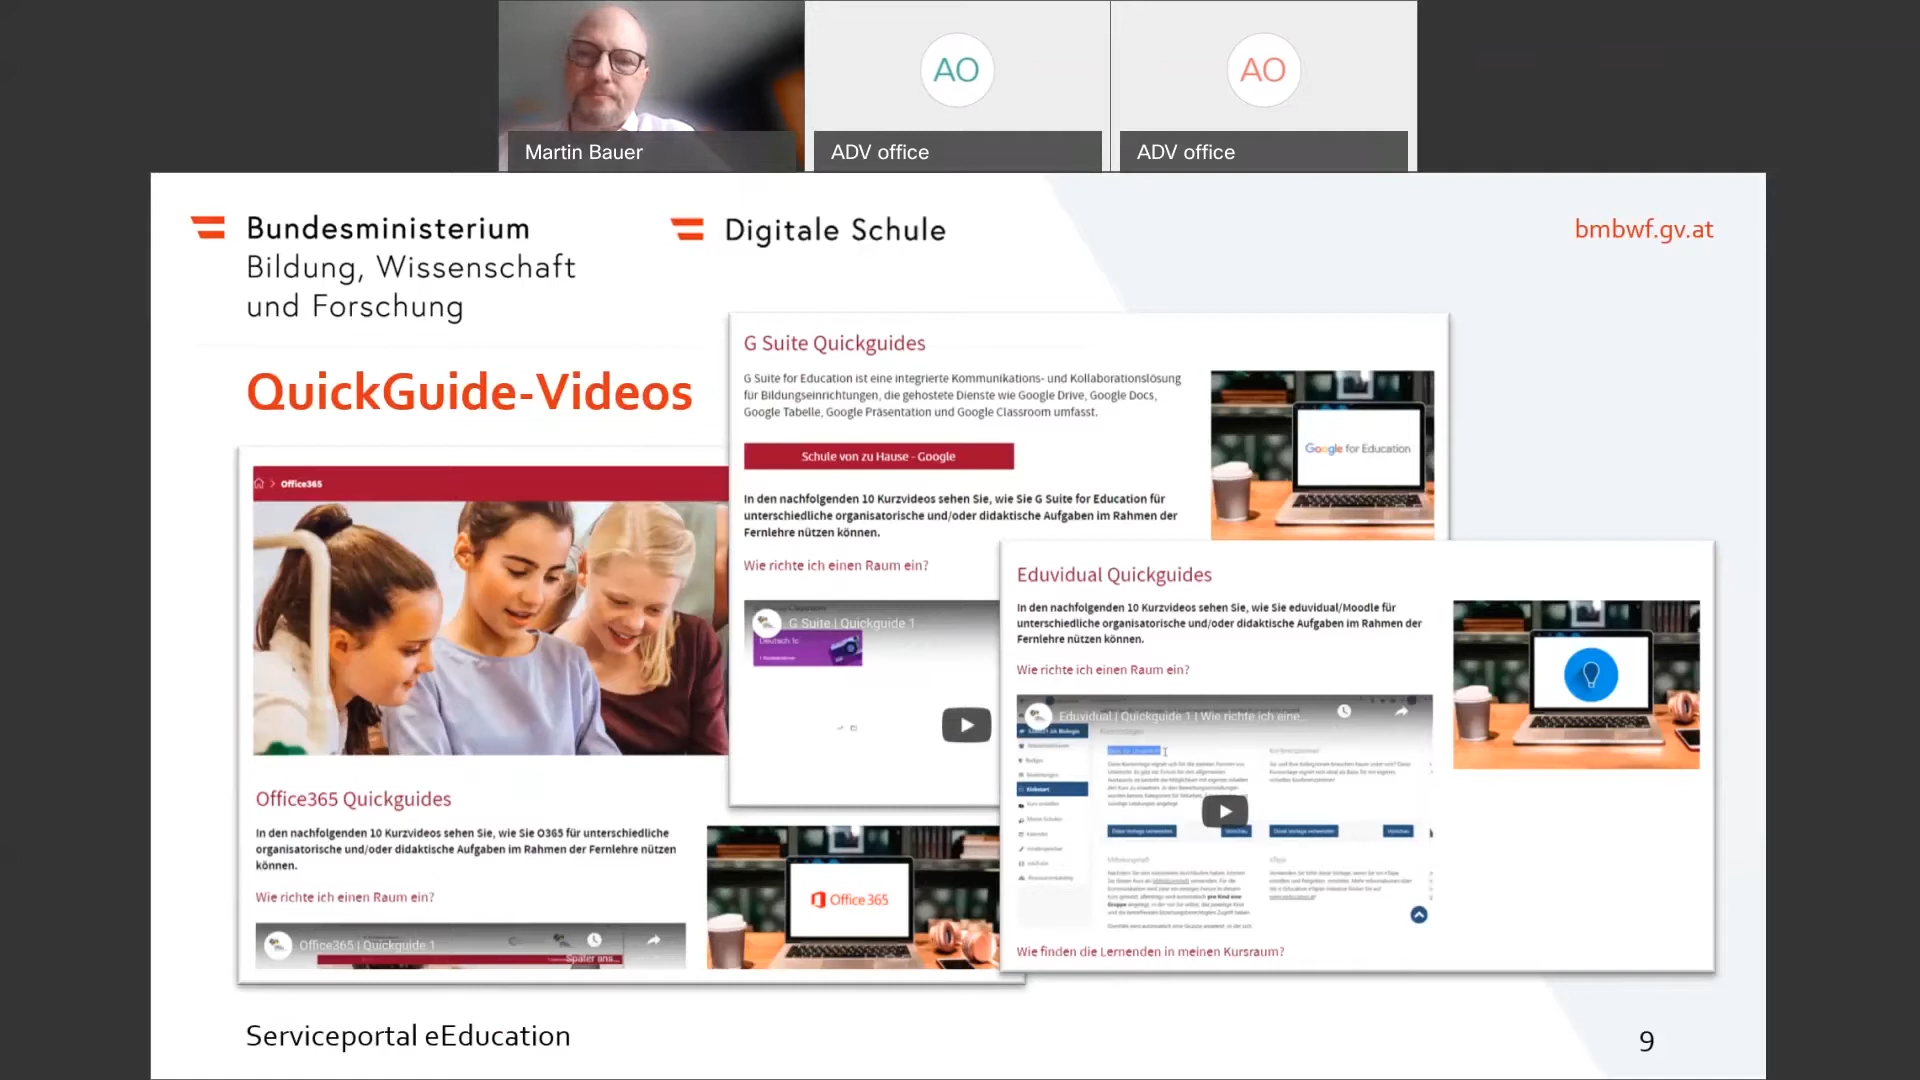 AO
AO
Martin Bauer
ADV office
ADV office
Bundesministerium
Bildung, Wissenschaft
und Forschung
Digitale Schule
bmbwf.gv.at
QuickGuide-Videos
Office365
Office365 Quickguides
In den nachfolgenden 10 Kurzvideos sehen Sie, wie Sie O365 für unterschiedliche
organisatorische und/oder didaktische Aufgaben im Rahmen der Fernlehre nützen
können.
Wie richte ich einen Raum ein?
Office365 | Quickguide 1
Später ans...
Office 365
G Suite Quickguides
G Suite for Education ist eine integrierte Kommunikations- und Kollaborationslösung
für Bildungseinrichtungen, die gehostete Dienste wie Google Drive, Google Docs,
Google Tabelle, Google Präsentation und Google Classroom umfasst.
Schule von zu Hause - Google
In den nachfolgenden 10 Kurzvideos sehen Sie, wie Sie G Suite for Education für
unterschiedliche organisatorische und/oder didaktische Aufgaben im Rahmen der
Fernlehre nützen können.
Wie richte ich einen Raum ein?
G Suite | Quickguide 1
Deutsch 1c
Google for Education
Eduvidual Quickguides
In den nachfolgenden 10 Kurzvideos sehen Sie, wie Sie eduvidual/Moodle für
unterschiedliche organisatorische und/oder didaktische Aufgaben im Rahmen der
Fernlehre nützen können.
Wie richte ich einen Raum ein?
Eduvidual | Quickguide 1 | Wie richte ich eine...
Wie finden die Lernenden in meinen Kursraum?
Serviceportal eEducation
9